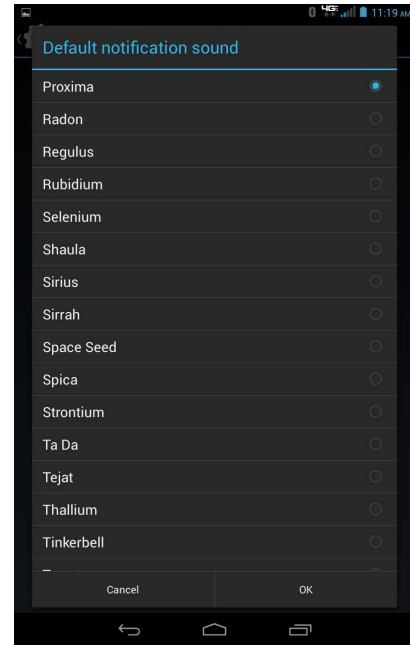 4G 11:19 AM
Default notification sound
Proxima
Radon
Regulus
Rubidium
Selenium
Shaula
Sirius
Sirrah
Space Seed
Spica
Strontium
Ta Da
Tejat
Thallium
Tinkerbell
Cancel OK